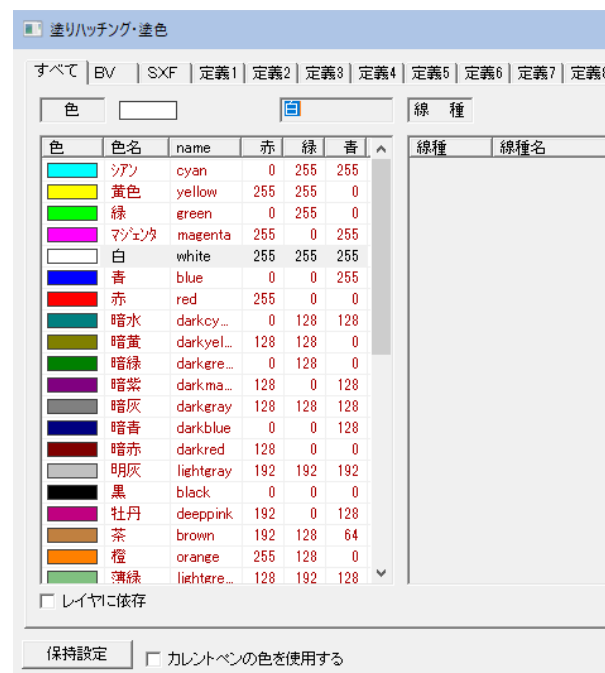 塗りハッチング・塗色
すべて BV SXF 定義1 定義2 定義3 定義4 定義5 定義6 定義7 定義8
色 白 線 種
色 色名 name 赤 緑 青 線種 線種名
シアン cyan 0 255 255
黄色 yellow 255 255 0
緑 green 0 255 0
マジェンタ magenta 255 0 255
白 white 255 255 255
青 blue 0 0 255
赤 red 255 0 0
暗水 darkcy... 0 128 128
暗黄 darkyel... 128 128 0
暗緑 darkgre... 0 128 0
暗紫 darkma... 128 0 128
暗灰 darkgray 128 128 128
暗青 darkblue 0 0 128
暗赤 darkred 128 0 0
明灰 lightgray 192 192 192
黒 black 0 0 0
牡丹 deeppink 192 0 128
茶 brown 192 128 64
橙 orange 255 128 0
薄緑 lightgre... 128 192 128
レイヤに依存
保持設定 カレントペンの色を使用する